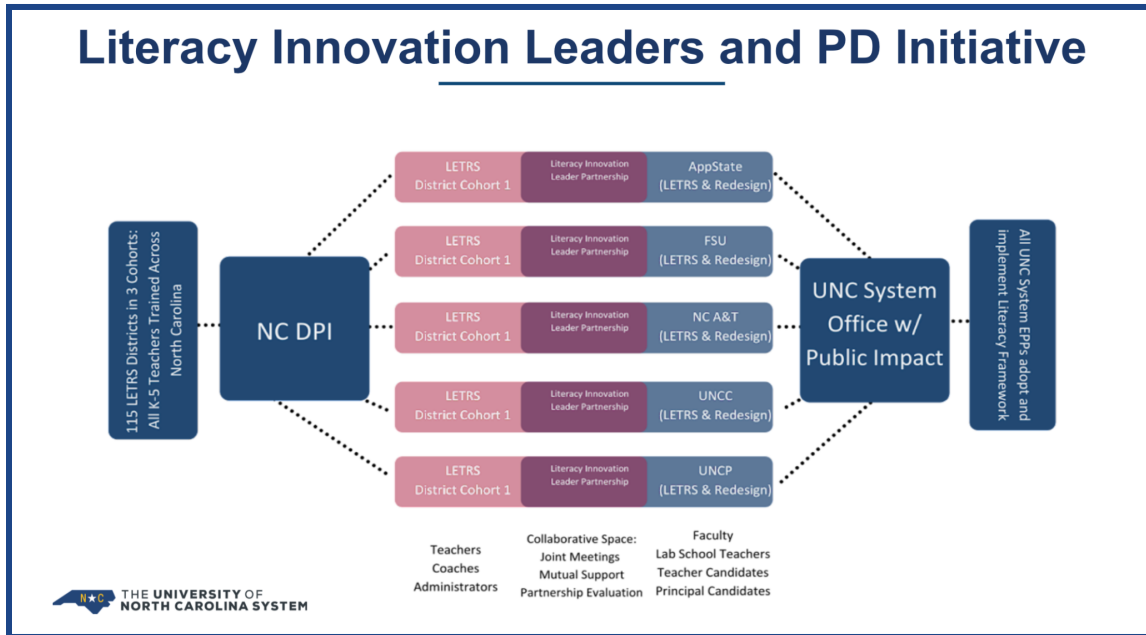 Literacy Innovation Leaders and PD Initiative
115 LETRS Districts in 3 Cohorts:
All K-5 Teachers Trained Across
North Carolina
NC DPI
LETRS
District Cohort 1
Literacy Innovation
Leader Partnership
AppState
(LETRS & Redesign)
LETRS
District Cohort 1
Literacy Innovation
Leader Partnership
FSU
(LETRS & Redesign)
LETRS
District Cohort 1
Literacy Innovation
Leader Partnership
NC A&T
(LETRS & Redesign)
LETRS
District Cohort 1
Literacy Innovation
Leader Partnership
UNCC
(LETRS & Redesign)
LETRS
District Cohort 1
Literacy Innovation
Leader Partnership
UNCP
(LETRS & Redesign)
UNC System
Office w/
Public Impact
All UNC System EPPs adopt and
implement Literacy Framework
Teachers
Coaches
Administrators
Collaborative Space:
Joint Meetings
Mutual Support
Partnership Evaluation
Faculty
Lab School Teachers
Teacher Candidates
Principal Candidates
N★C
THE UNIVERSITY OF
NORTH CAROLINA SYSTEM